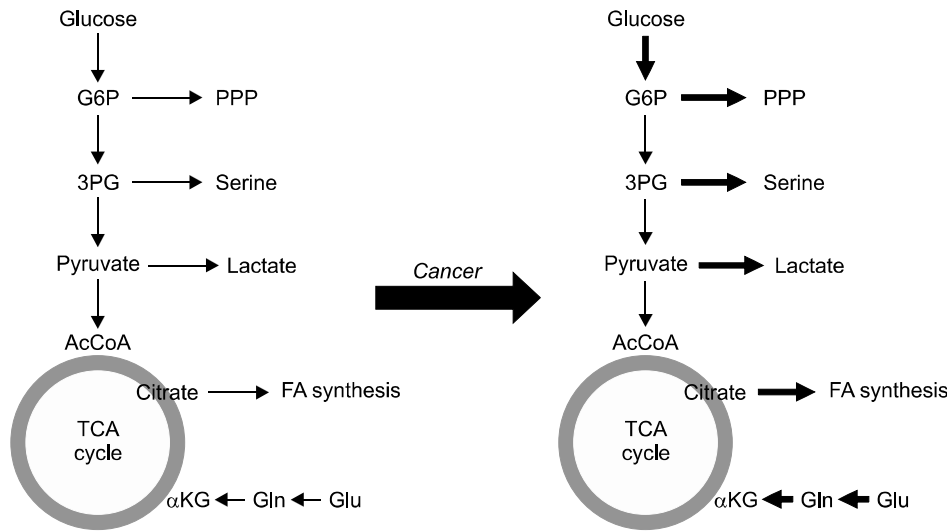 Glucose
G6P PPP
3PG Serine
Pyruvate Lactate
AcCoA
Citrate FA synthesis
TCA
cycle
αKG Gln Glu
Cancer
Glucose
G6P PPP
3PG Serine
Pyruvate Lactate
AcCoA
Citrate FA synthesis
TCA
cycle
αKG Gln Glu